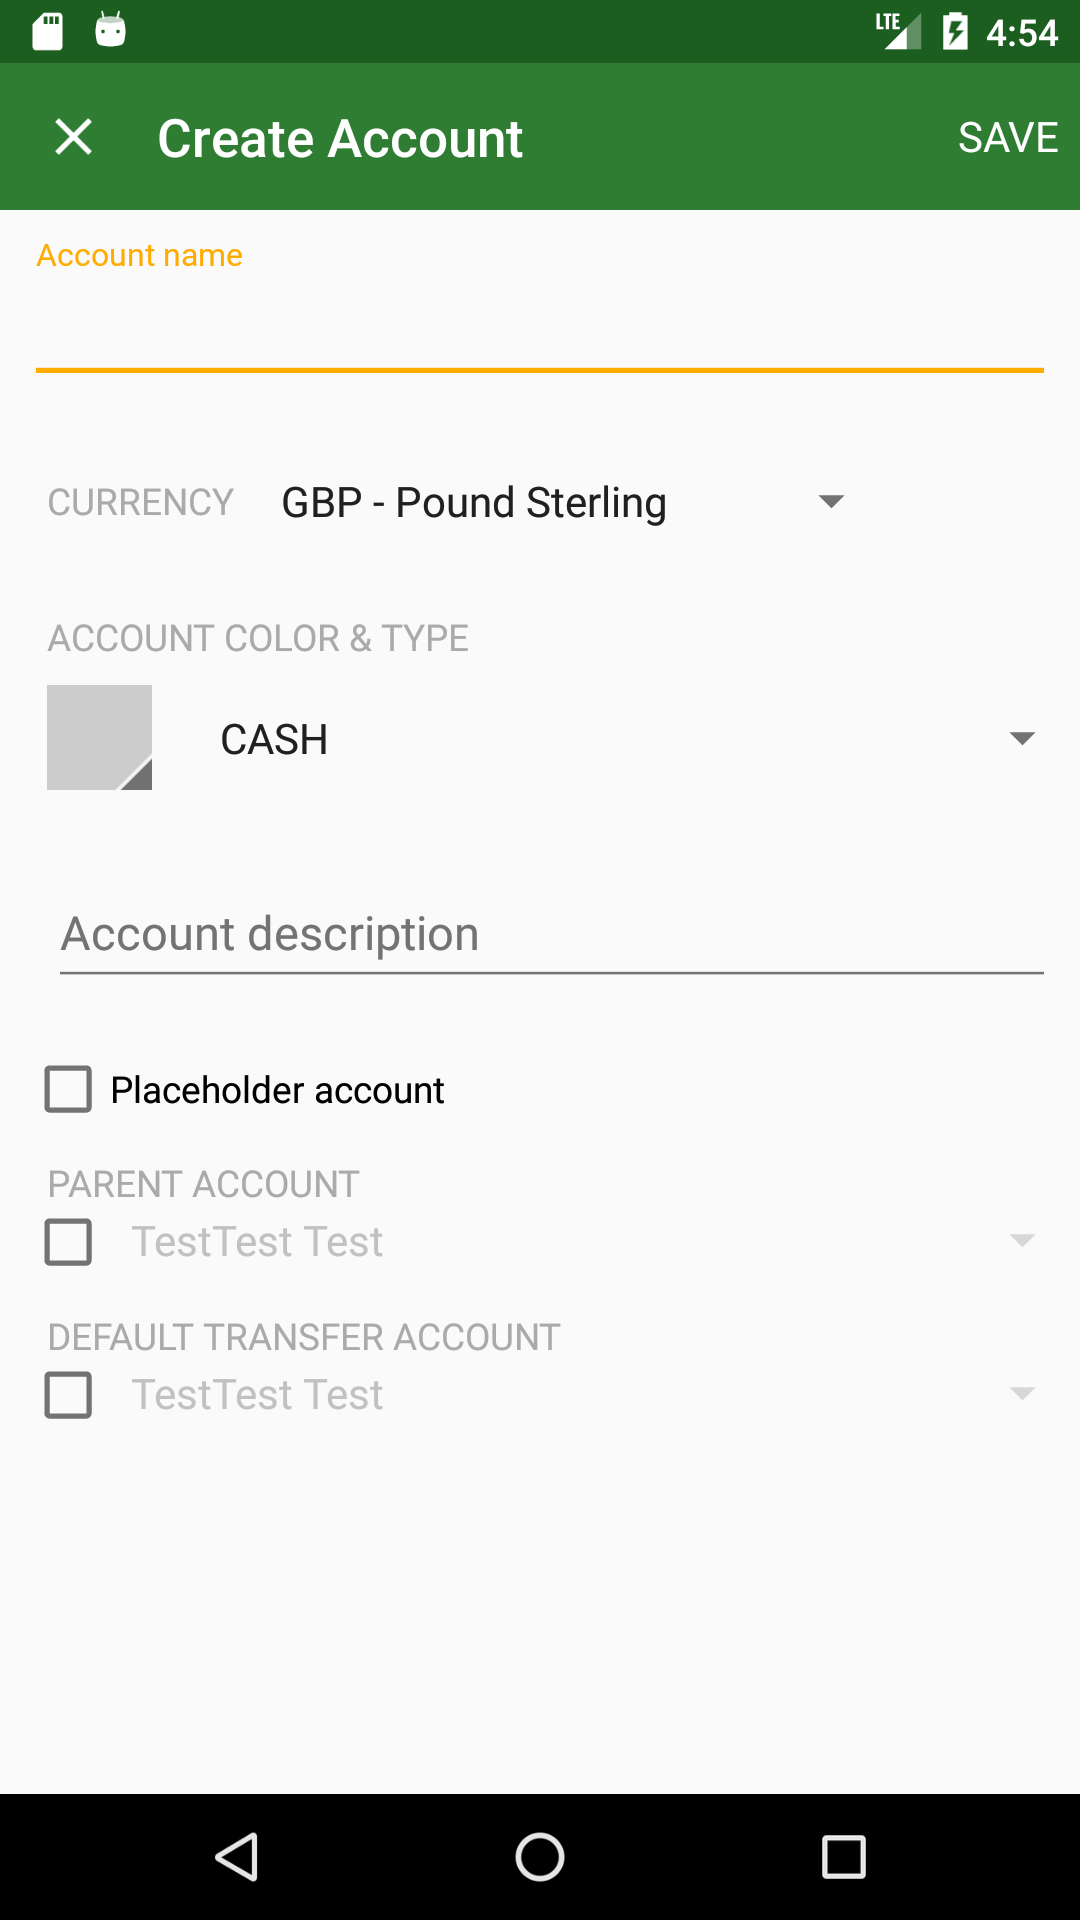 LTE 4:54
Create Account SAVE
Account name
CURRENCY GBP - Pound Sterling
ACCOUNT COLOR & TYPE
CASH
Account description
Placeholder account
PARENT ACCOUNT
TestTest Test
DEFAULT TRANSFER ACCOUNT
TestTest Test